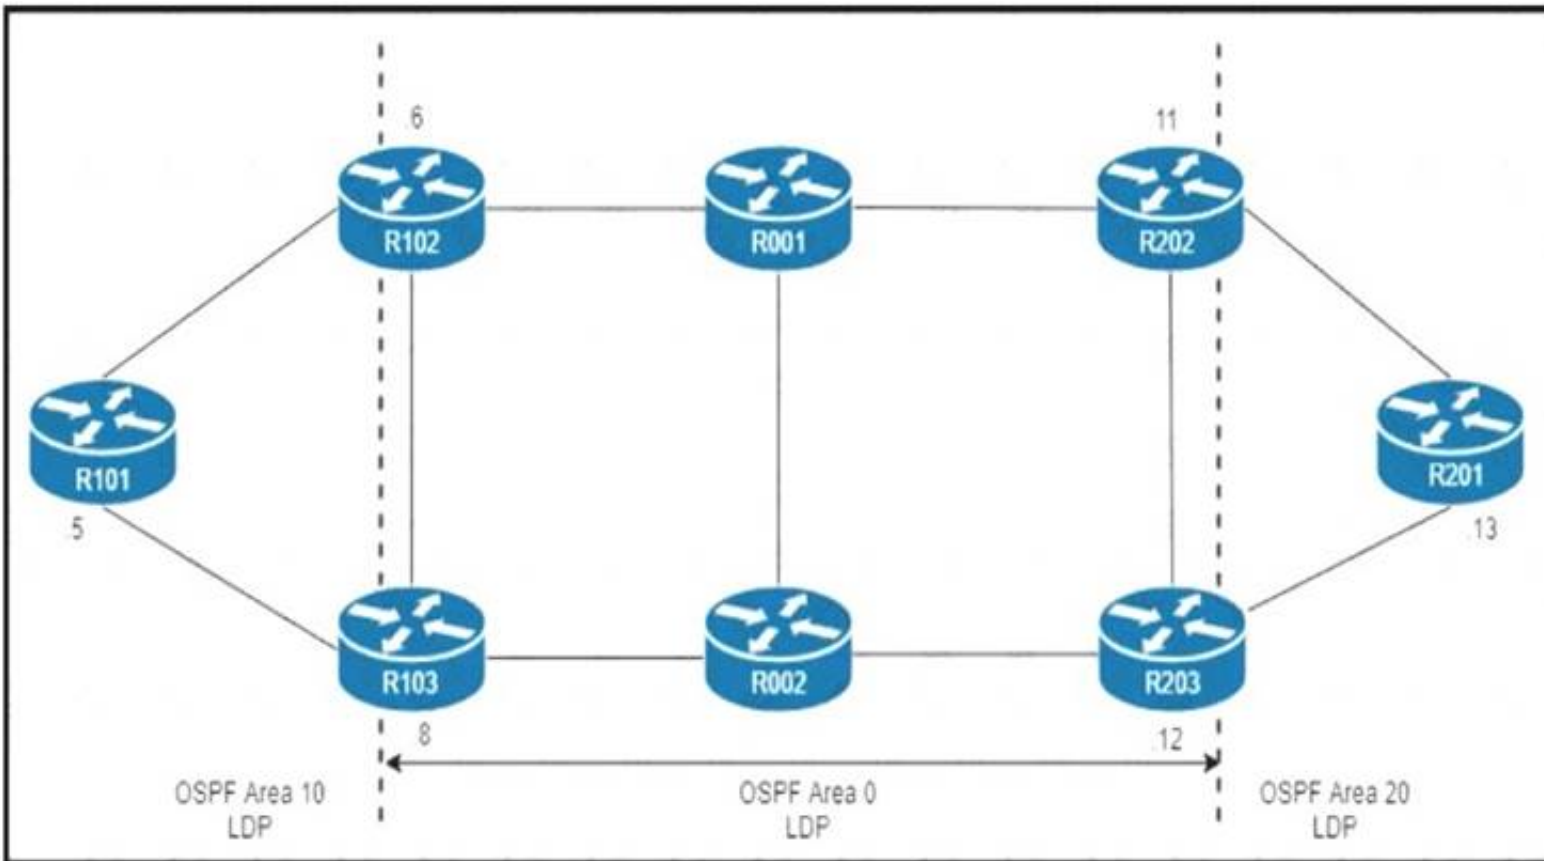 .6
11
R102
R001
R202
R101
R201
.5
.13
R103
R002
R203
8
.12
OSPF Area 10
LDP
OSPF Area 0
LDP
OSPF Area 20
LDP